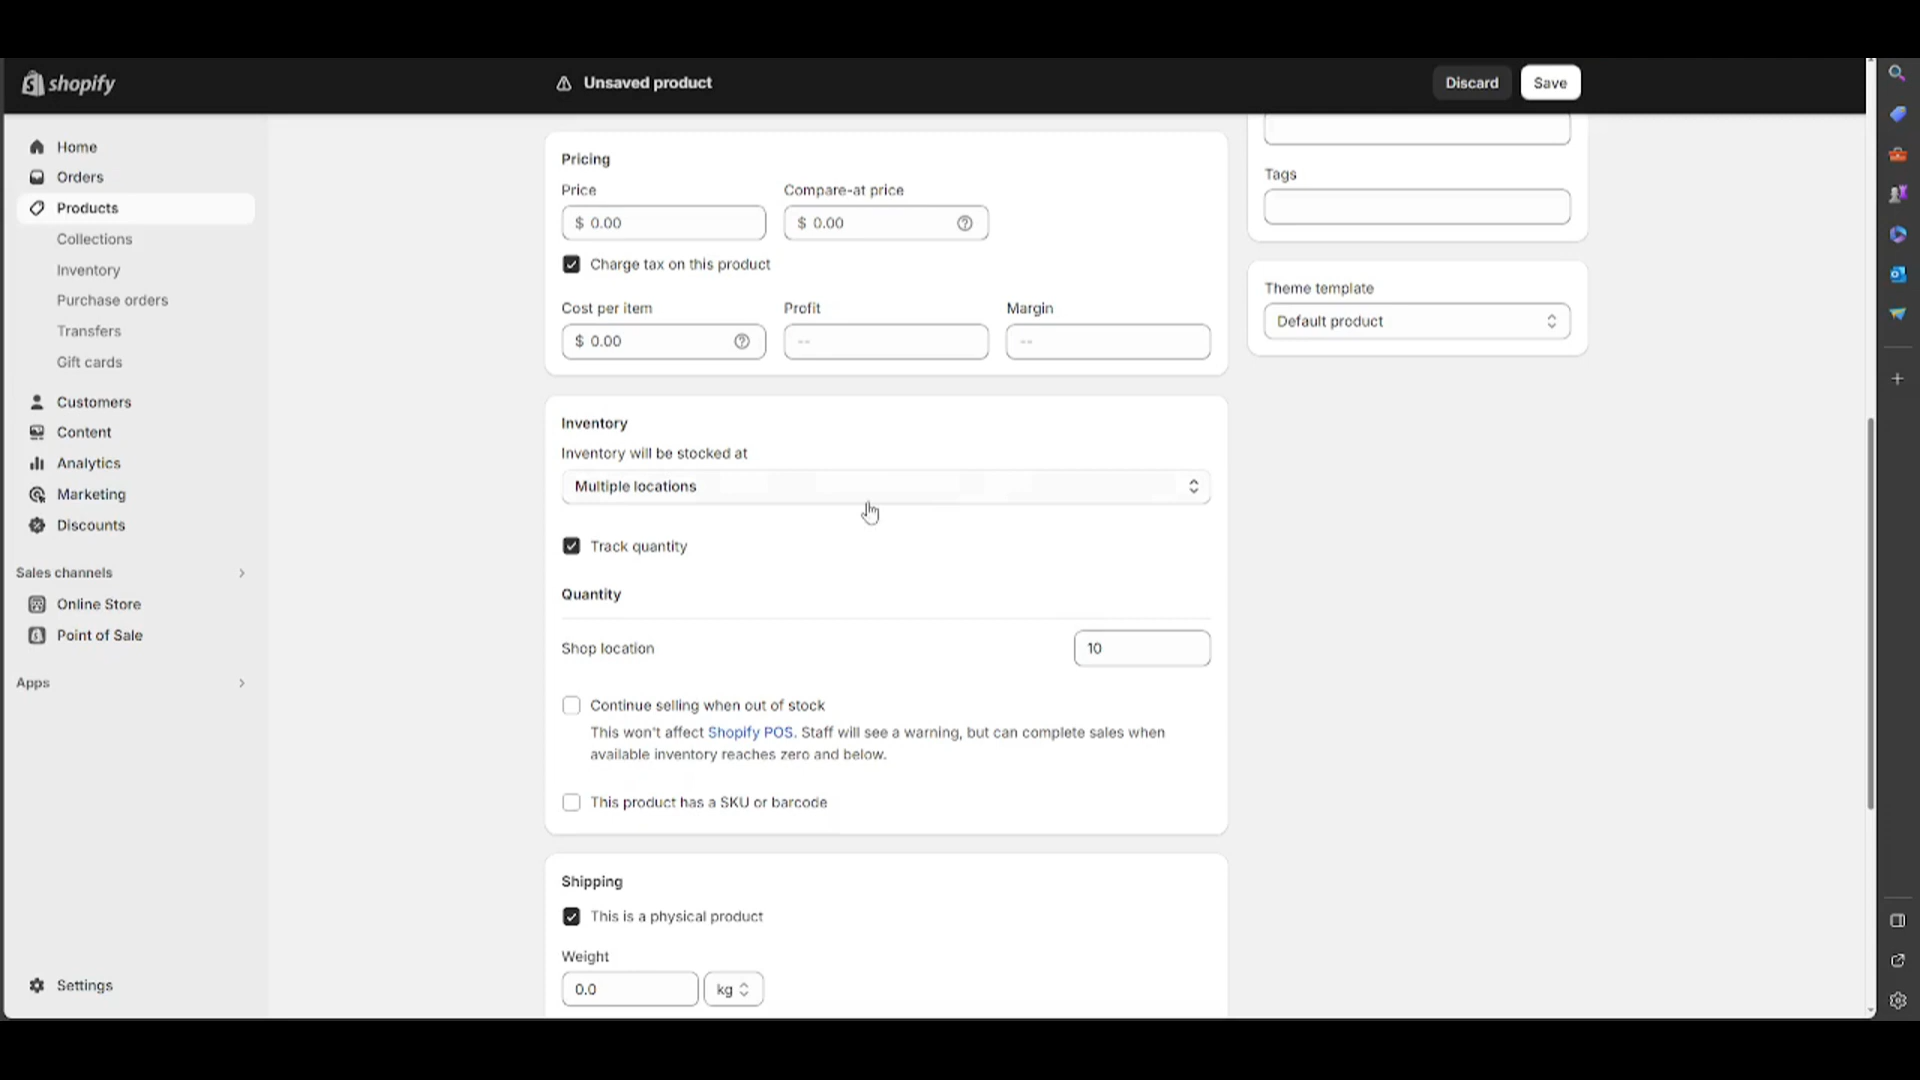 shopify
Unsaved product
Discard
Save
Home
Orders
Products
Collections
Inventory
Purchase orders
Transfers
Gift cards
Customers
Content
Analytics
Marketing
Discounts
Sales channels
Online Store
Point of Sale
Apps
Settings
Pricing
Price
Compare-at price
$ 0.00
$ 0.00
Charge tax on this product
Cost per item
Profit
Margin
$ 0.00
--
--
Inventory
Inventory will be stocked at
Multiple locations
Track quantity
Quantity
Shop location
10
Continue selling when out of stock
This won't affect Shopify POS. Staff will see a warning, but can complete sales when
available inventory reaches zero and below.
This product has a SKU or barcode
Shipping
This is a physical product
Weight
0.0
kg
Tags
Theme template
Default product